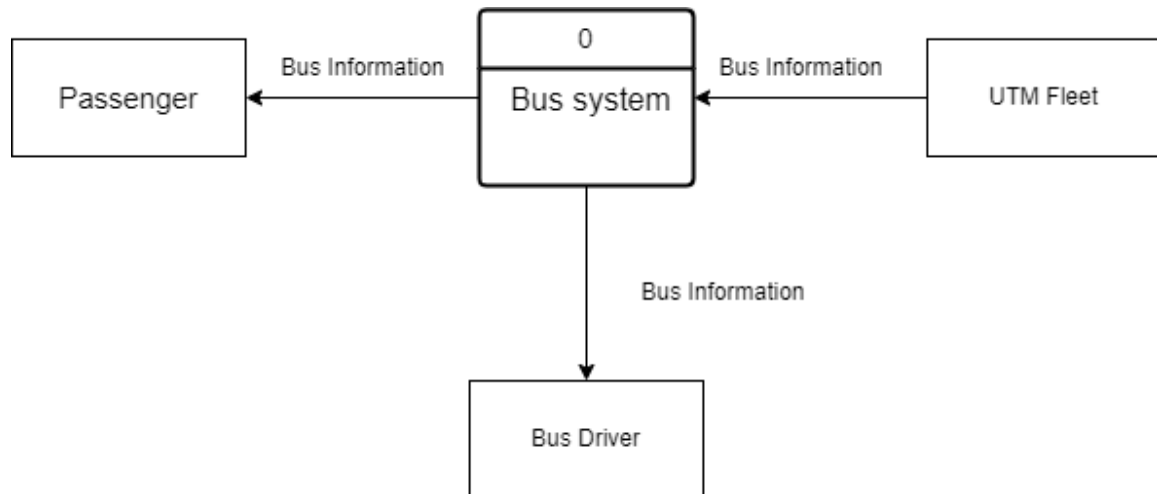 0
Bus Information
Bus Information
Passenger
Bus system
UTM Fleet
Bus Information
Bus Driver